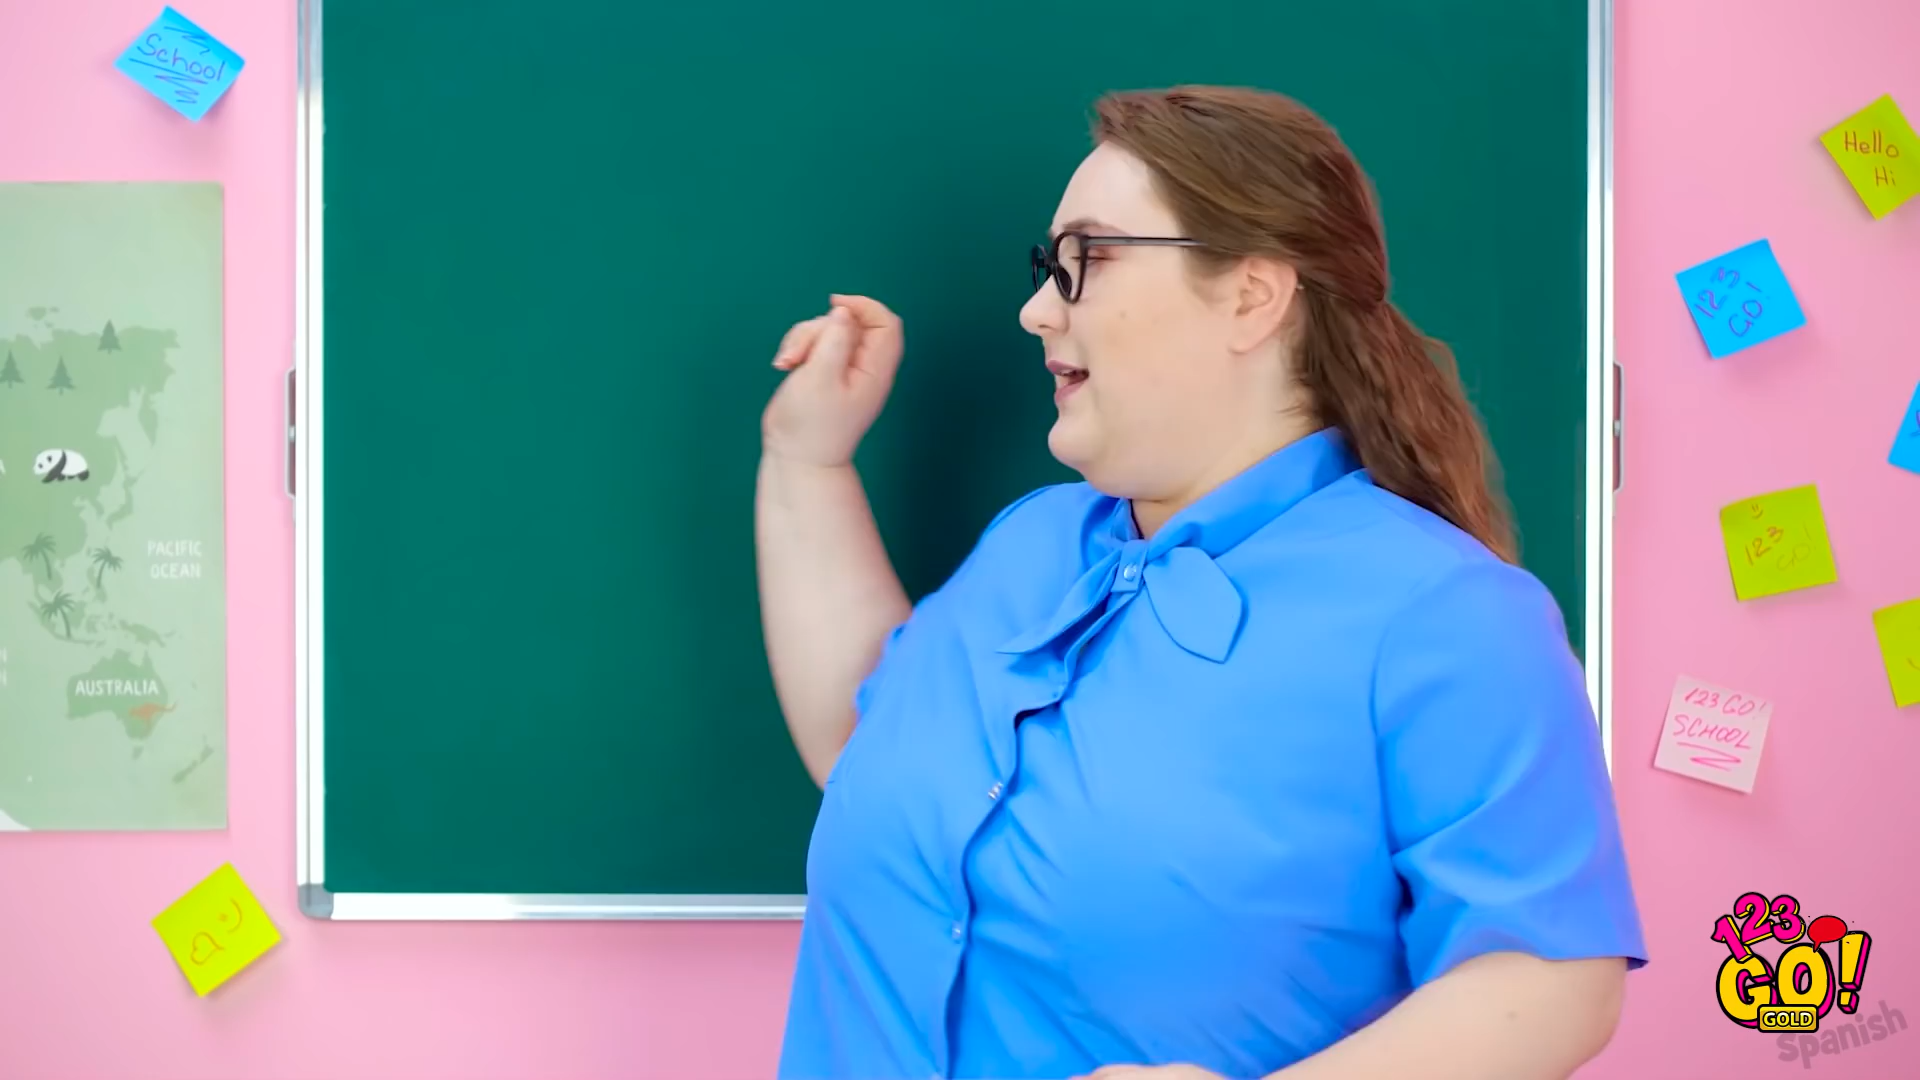 School
Hello
Hi
123
GO!
PACIFIC
OCEAN
123
GO!
AUSTRALIA
123 GO!
SCHOOL
123
GO!
GOLD
Spanish